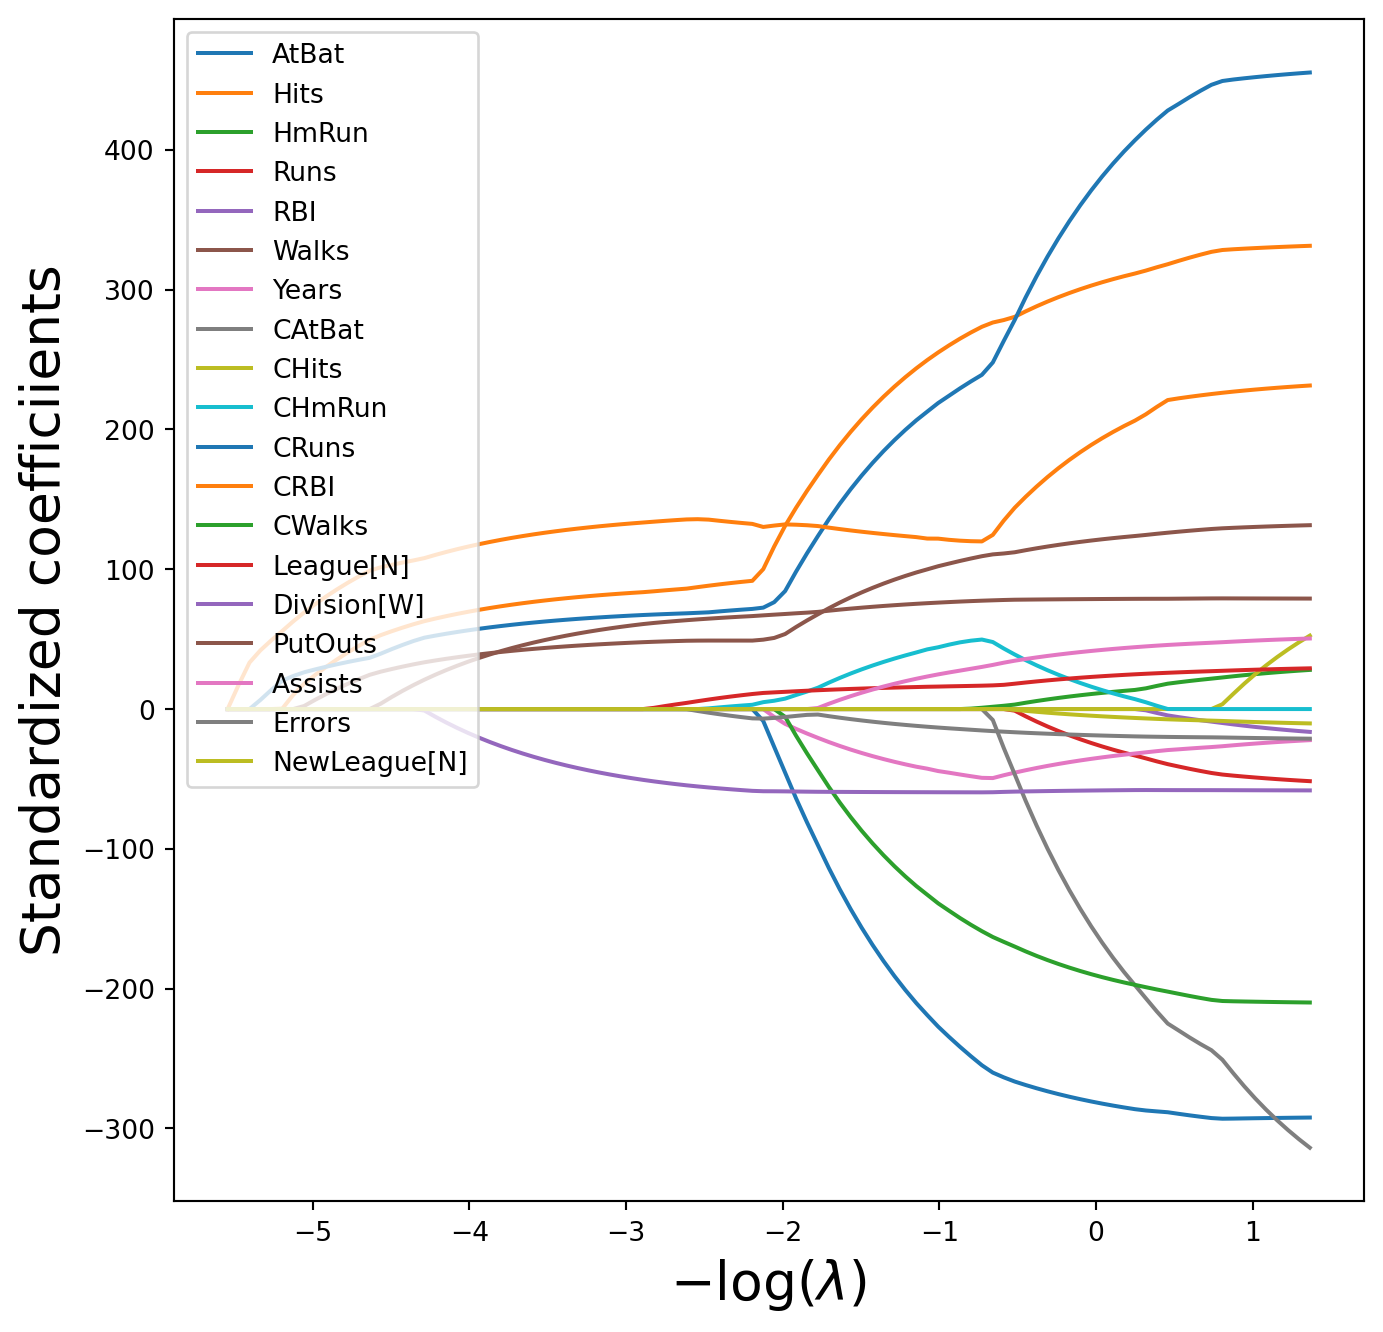 AtBat
Hits
HmRun
Runs
RBI
Walks
Years
CAtBat
CHits
CHmRun
CRuns
CRBI
CWalks
League[N]
Division[W]
PutOuts
Assists
Errors
NewLeague[N]
400
300
200
100
0
−100
−200
−300
Standardized coefficiients
−5 −4 −3 −2 −1 0 1
−log(λ)